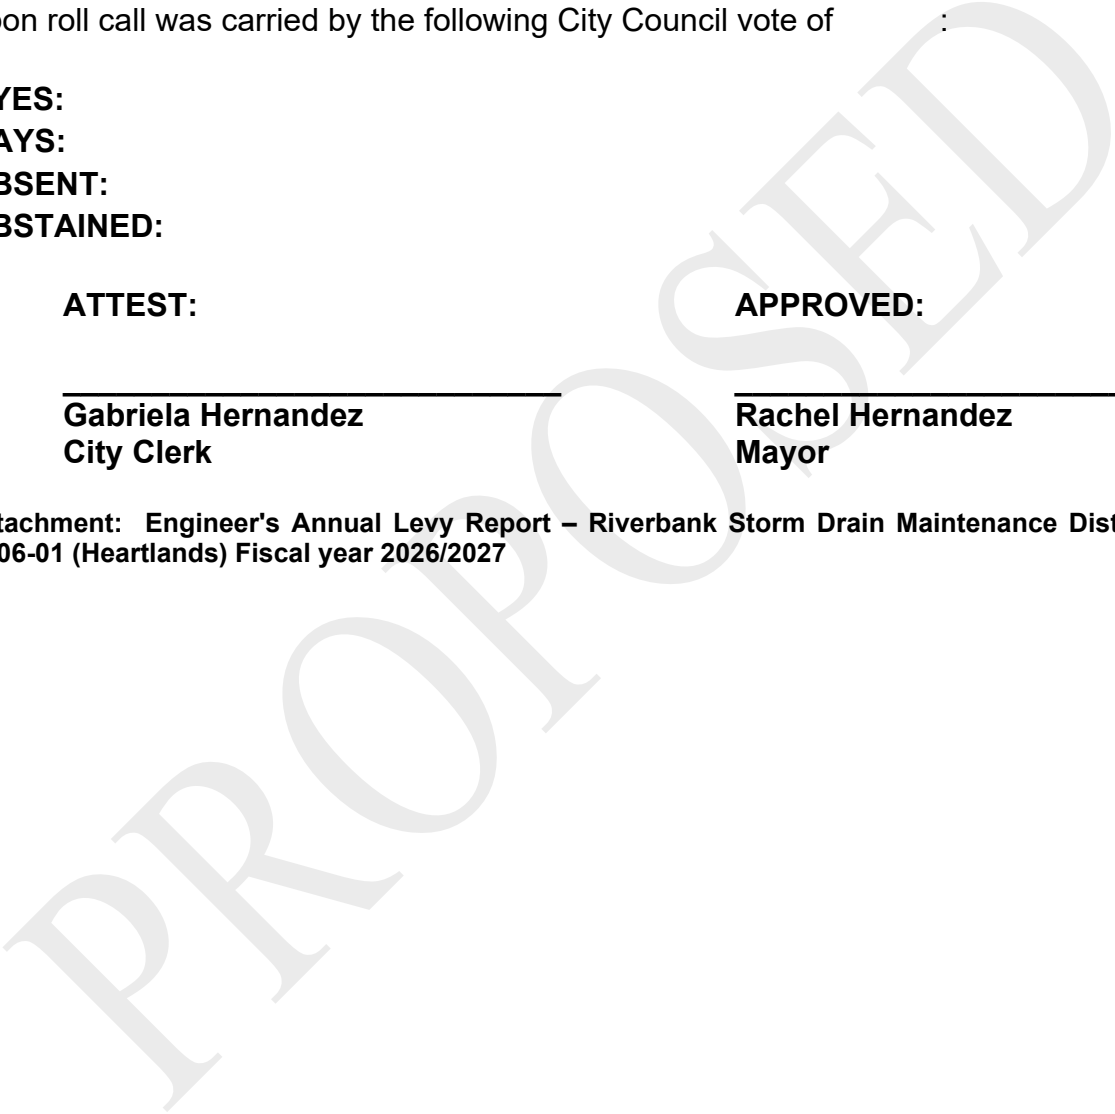 pon roll call was carried by the following City Council vote of :
YES:
AYS:
BSENT:
BSTAINED:
ATTEST: APPROVED:
Gabriela Hernandez Rachel Hernandez
City Clerk Mayor
tachment: Engineer's Annual Levy Report – Riverbank Storm Drain Maintenance Dist
06-01 (Heartlands) Fiscal year 2026/2027
PROPOSED